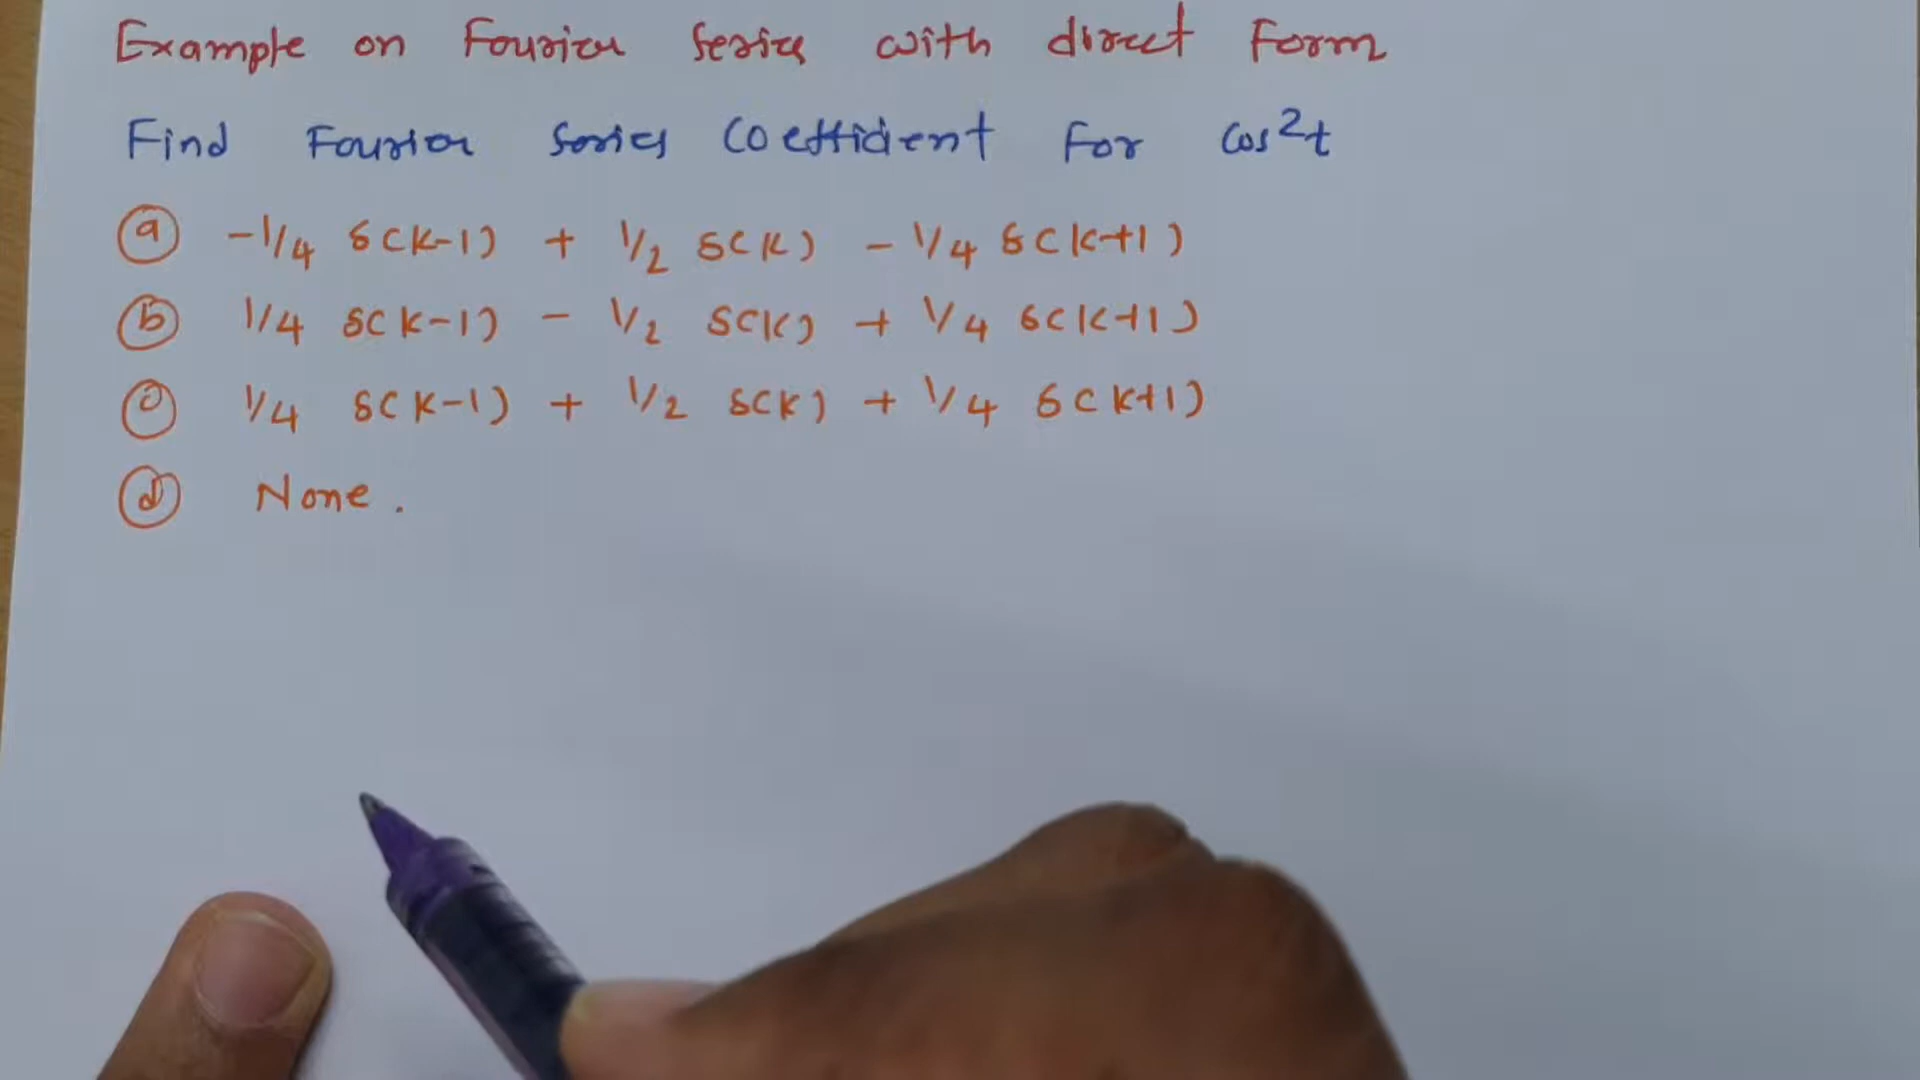 Example on Fourier Series with direct Form
Find Fourier Series Coefficient For Cos²t
ⓐ -1/4 δ(k-1) + 1/2 δ(k) - 1/4 δ(k+1)
ⓑ 1/4 δ(k-1) - 1/2 δ(k) + 1/4 δ(k+1)
ⓒ 1/4 δ(k-1) + 1/2 δ(k) + 1/4 δ(k+1)
ⓓ None.